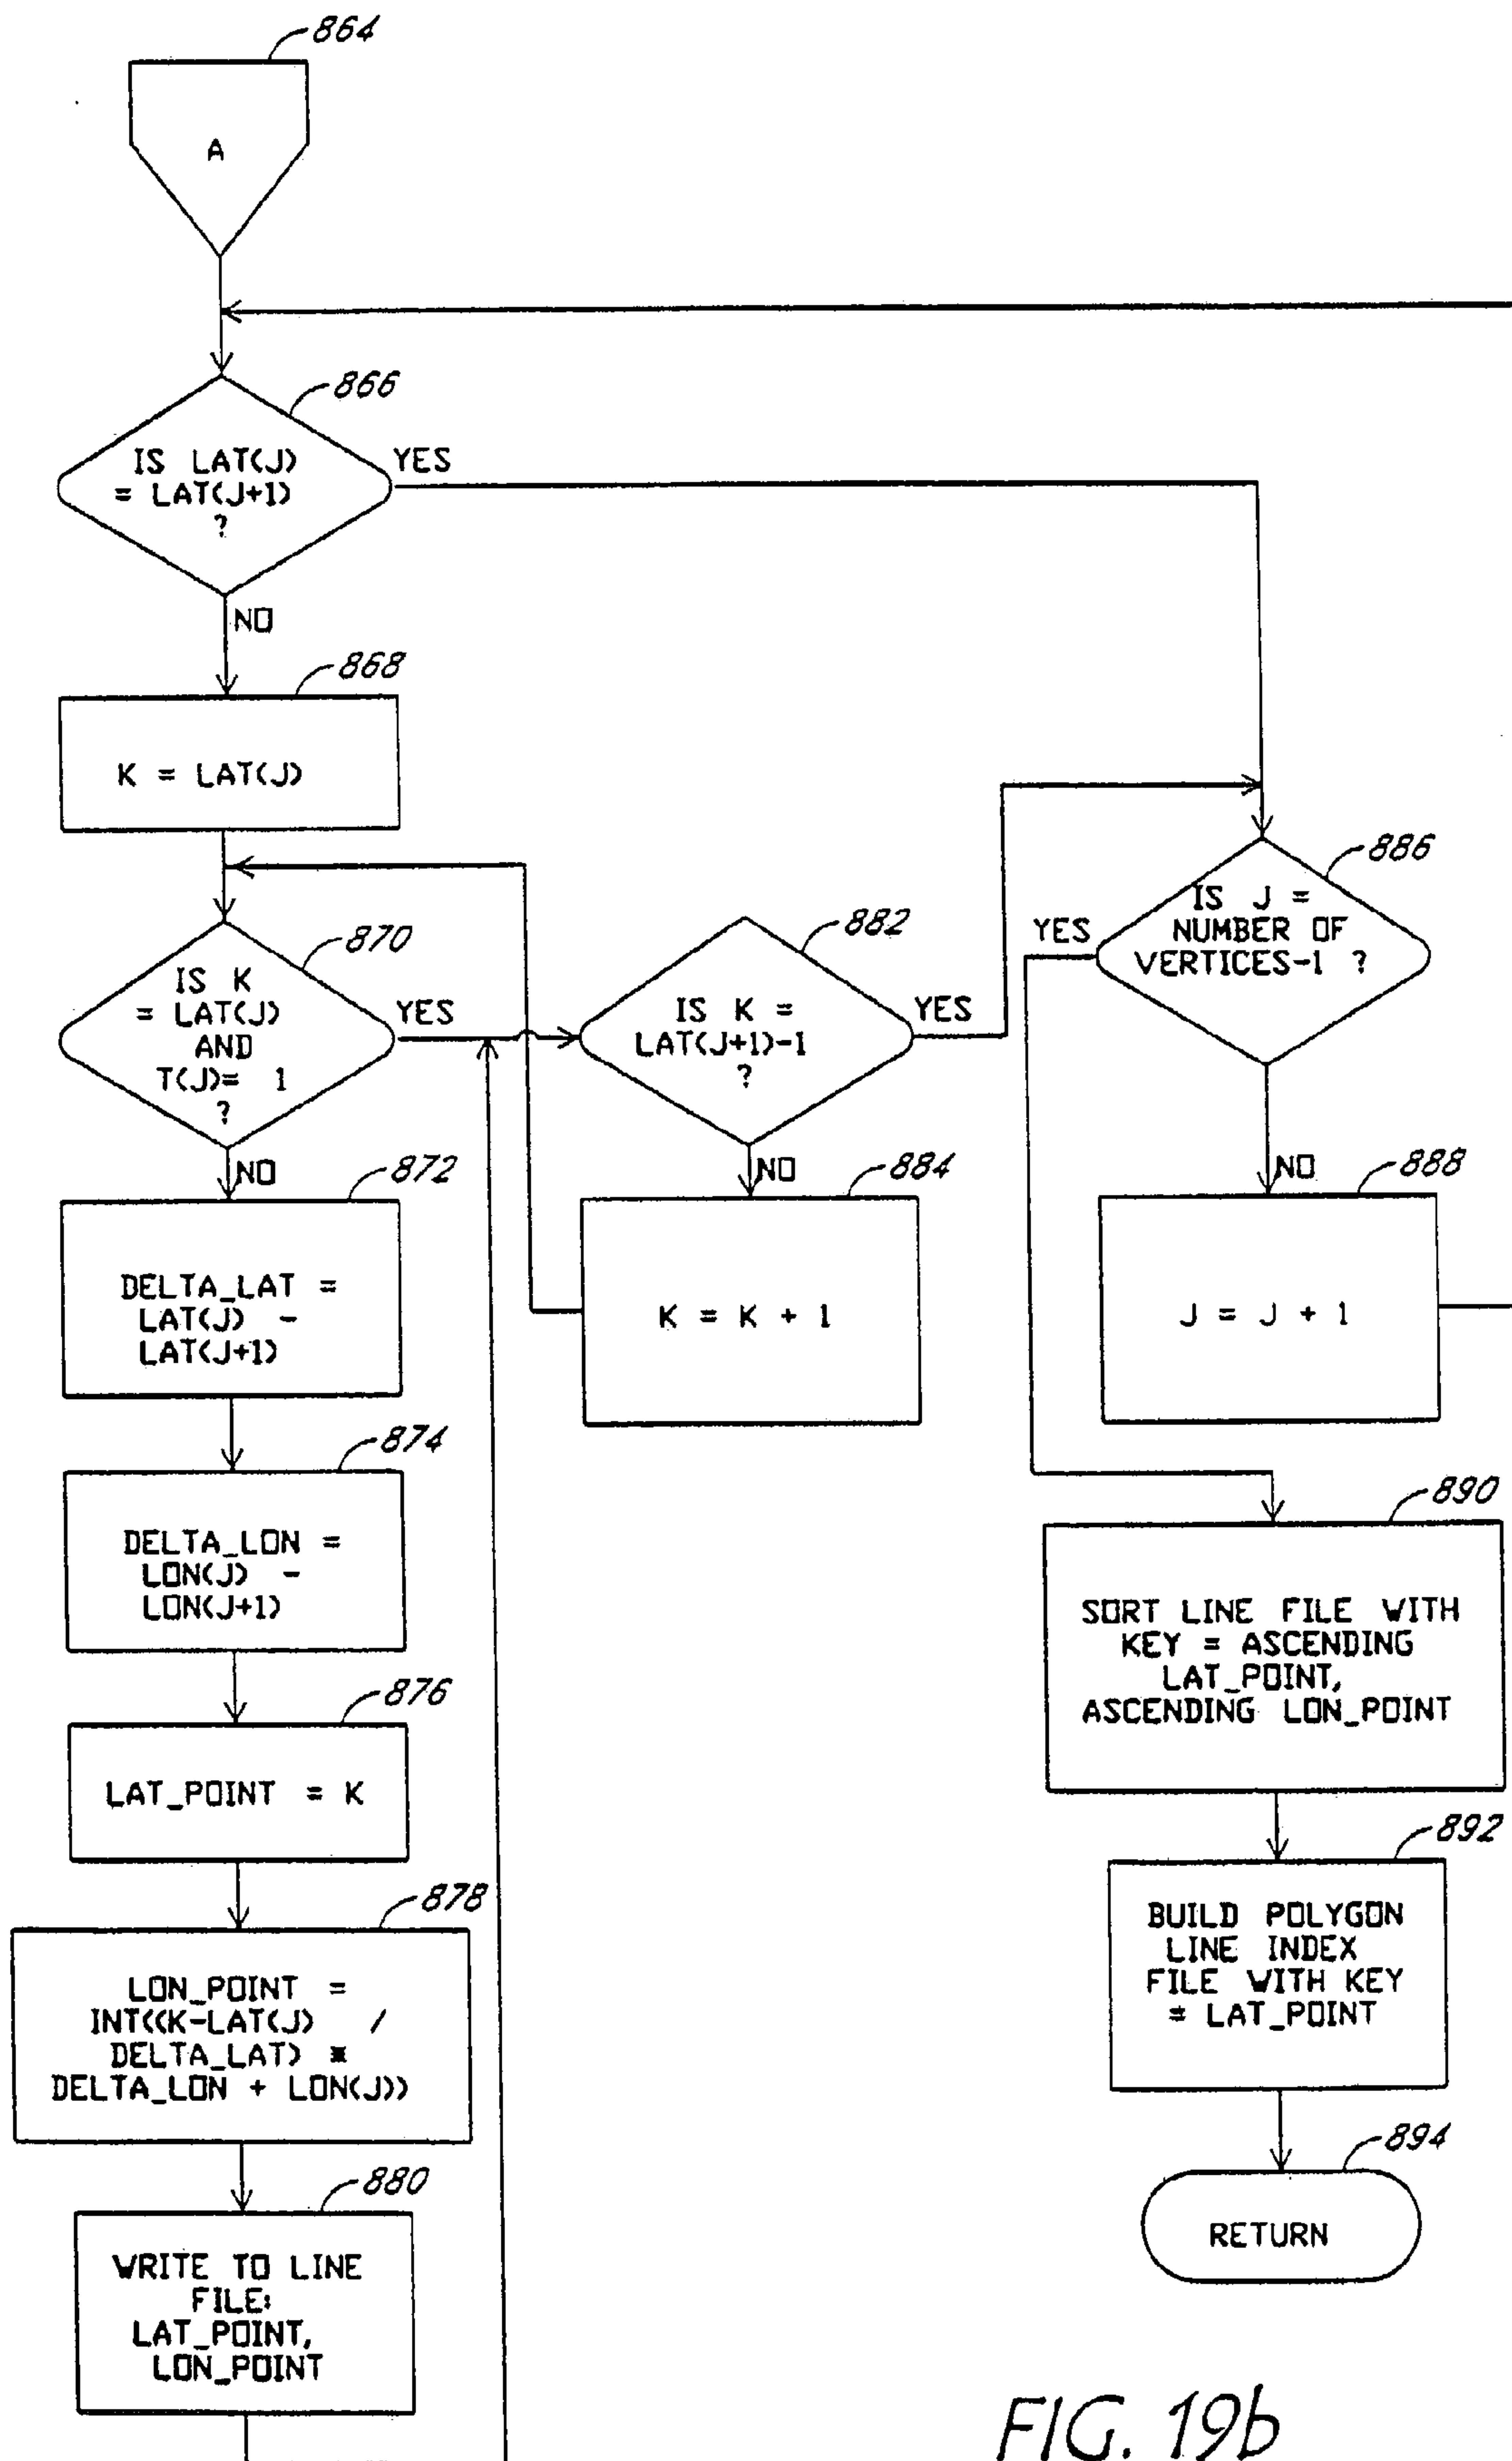 864
A
866
IS LAT(J)
= LAT(J+1)
?
YES
NO
868
K = LAT(J)
870
IS K
= LAT(J)
AND
T(J)= 1
?
YES
NO
872
DELTA_LAT =
LAT(J) -
LAT(J+1)
874
DELTA_LON =
LON(J) -
LON(J+1)
876
LAT_POINT = K
878
LON_POINT =
INT((K-LAT(J) /
DELTA_LAT) *
DELTA_LON + LON(J))
880
WRITE TO LINE
FILE:
LAT_POINT,
LON_POINT
882
IS K =
LAT(J+1)-1
?
YES
NO
884
K = K + 1
886
IS J =
NUMBER OF
VERTICES-1 ?
YES
NO
888
J = J + 1
890
SORT LINE FILE WITH
KEY = ASCENDING
LAT_POINT,
ASCENDING LON_POINT
892
BUILD POLYGON
LINE INDEX
FILE WITH KEY
= LAT_POINT
894
RETURN
FIG. 19b